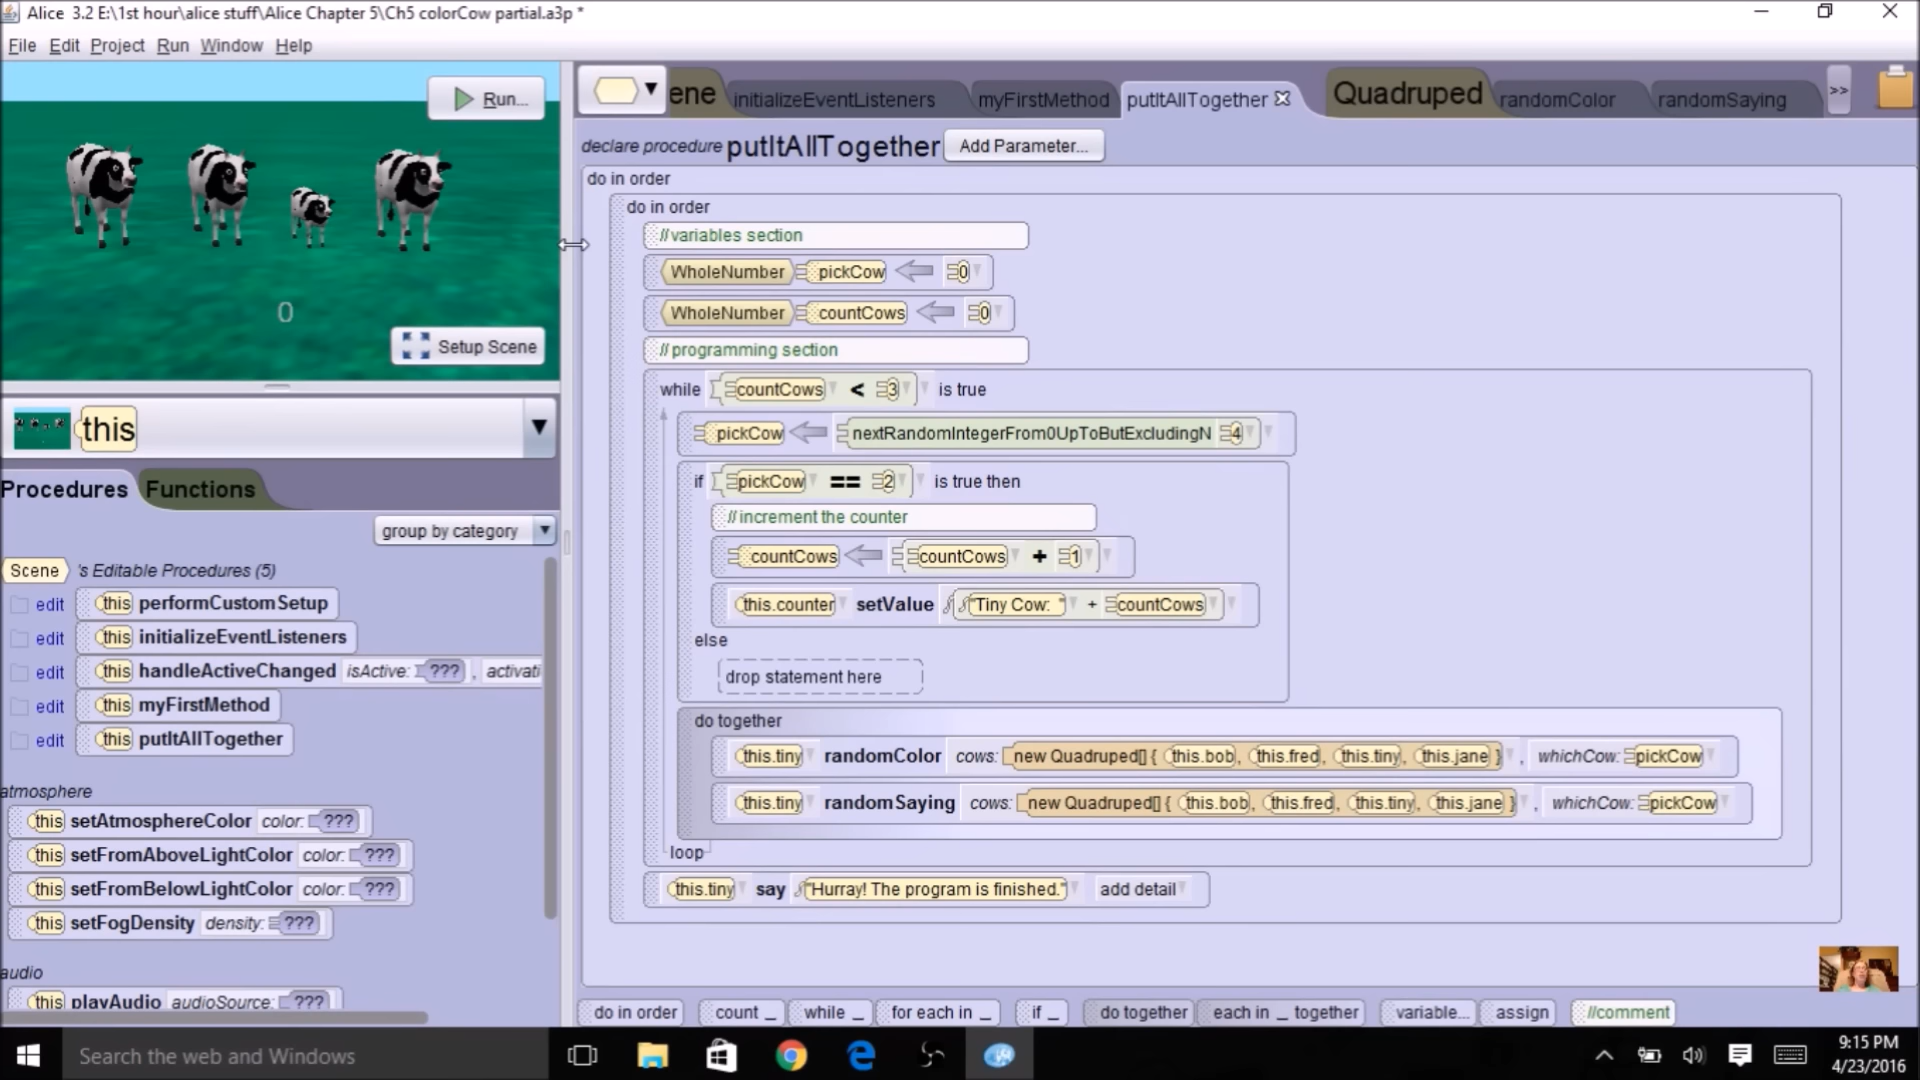 Alice 3.2 E:\1st hour\alice stuff\Alice Chapter 5\Ch5 colorCow partial.a3p *
File Edit Project Run Window Help
Run...
0
Setup Scene
this
Procedures Functions
group by category
Scene 's Editable Procedures (5)
edit this performCustomSetup
edit this initializeEventListeners
edit this handleActiveChanged isActive: ??? , activati
edit this myFirstMethod
edit this putItAllTogether
atmosphere
this setAtmosphereColor color: ???
this setFromAboveLightColor color: ???
this setFromBelowLightColor color: ???
this setFogDensity density: ???
audio
this playAudio audioSource: ???
ene initializeEventListeners myFirstMethod putItAllTogether Quadruped randomColor randomSaying >>
declare procedure putItAllTogether Add Parameter...
do in order
do in order
//variables section
WholeNumber pickCow 0
WholeNumber countCows 0
//programming section
while countCows < 3 is true
pickCow nextRandomIntegerFrom0UpToButExcludingN 4
if pickCow == 2 is true then
//increment the counter
countCows countCows + 1
this.counter setValue "Tiny Cow: " + countCows
else
drop statement here
do together
this.tiny randomColor cows: new Quadruped[] { this.bob, this.fred, this.tiny, this.jane } , whichCow: pickCow
this.tiny randomSaying cows: new Quadruped[] { this.bob, this.fred, this.tiny, this.jane } , whichCow: pickCow
loop
this.tiny say "Hurray! The program is finished." add detail
do in order count _ while _ for each in _ if _ do together each in _ together variable... assign //comment
Search the web and Windows
9:15 PM
4/23/2016